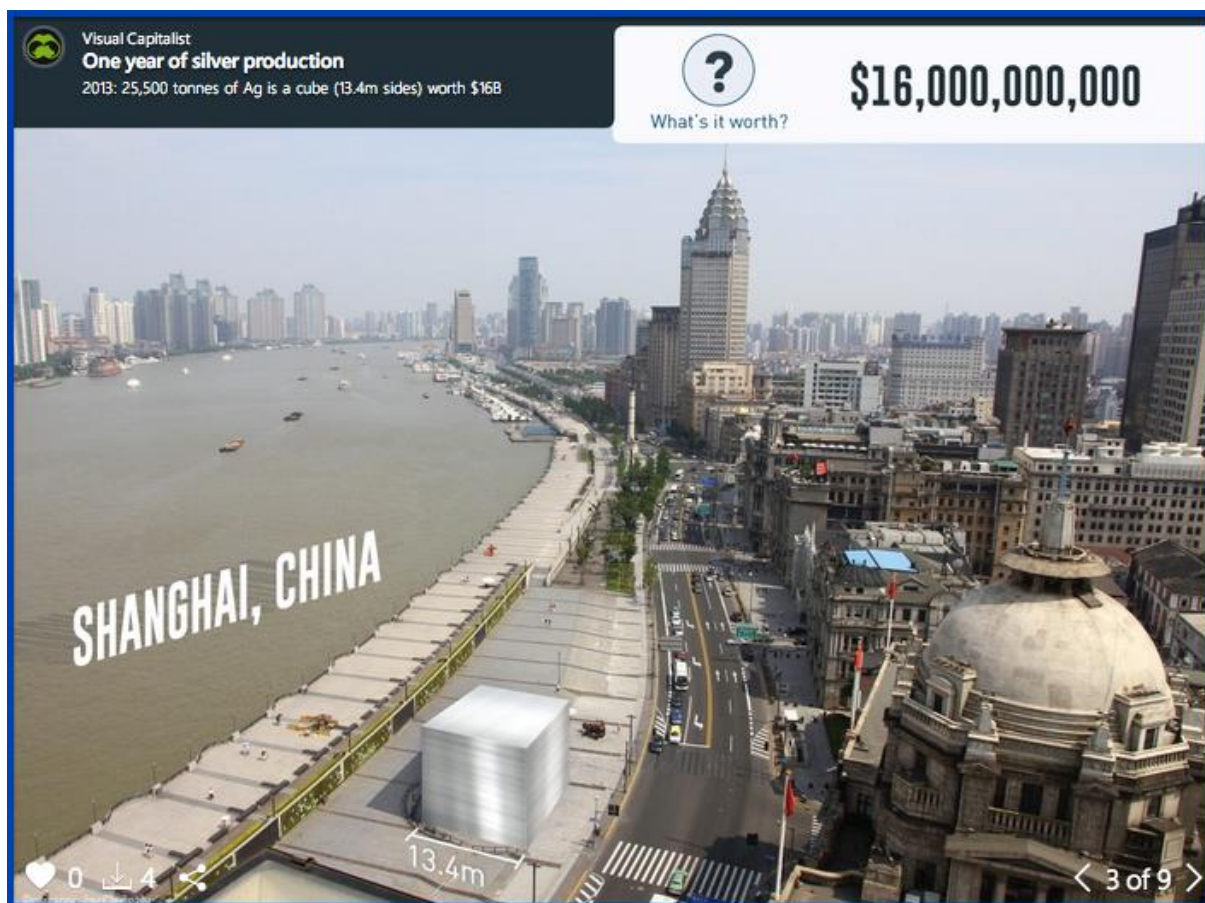 Visual Capitalist
One year of silver production
2013: 25,500 tonnes of Ag is a cube (13.4m sides) worth $16B
?
What's it worth?
$16,000,000,000
SHANGHAI, CHINA
13.4m
0
4
3 of 9